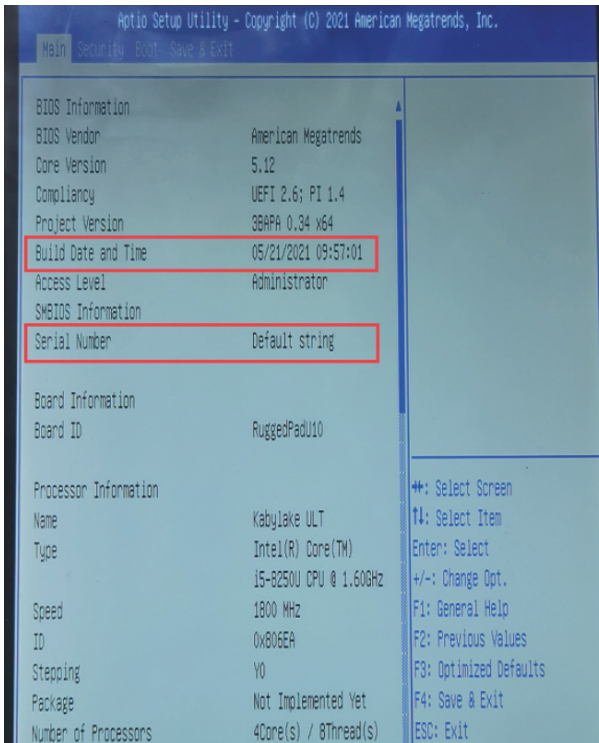 Aptio Setup Utility - Copyright (C) 2021 American Megatrends, Inc.
Main Security Boot Save & Exit
BIOS Information
BIOS Vendor American Megatrends
Core Version 5.12
Compliancy UEFI 2.6; PI 1.4
Project Version 3BAPA 0.34 x64
Build Date and Time 05/21/2021 09:57:01
Access Level Administrator
SMBIOS Information
Serial Number Default string
Board Information
Board ID RuggedPadU10
Processor Information
Name Kabylake ULT
Type Intel(R) Core(TM)
i5-8250U CPU @ 1.60GHz
Speed 1800 MHz
ID 0x806EA
Stepping Y0
Package Not Implemented Yet
Number of Processors 4Core(s) / 8Thread(s)
→←: Select Screen
↑↓: Select Item
Enter: Select
+/-: Change Opt.
F1: General Help
F2: Previous Values
F3: Optimized Defaults
F4: Save & Exit
ESC: Exit